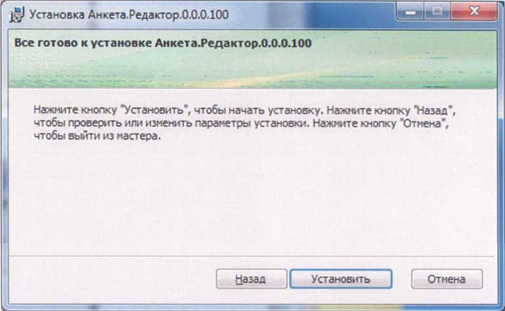 Установка Анкета.Редактор.0.0.0.100
Все готово к установке Анкета.Редактор.0.0.0.100
Нажмите кнопку "Установить", чтобы начать установку. Нажмите кнопку "Назад",
чтобы проверить или изменить параметры установки. Нажмите кнопку "Отмена",
чтобы выйти из мастера.
Назад Установить Отмена